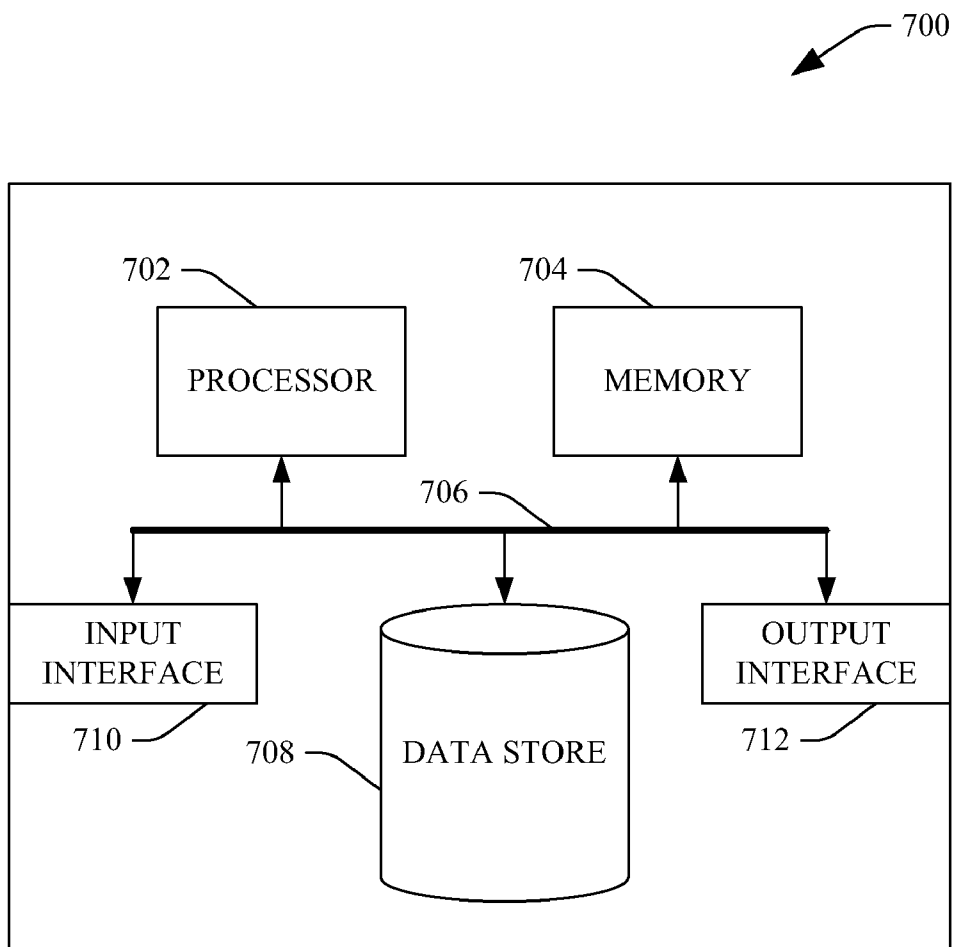 700
702
704
PROCESSOR
MEMORY
706
INPUT
INTERFACE
OUTPUT
INTERFACE
710
708
DATA STORE
712